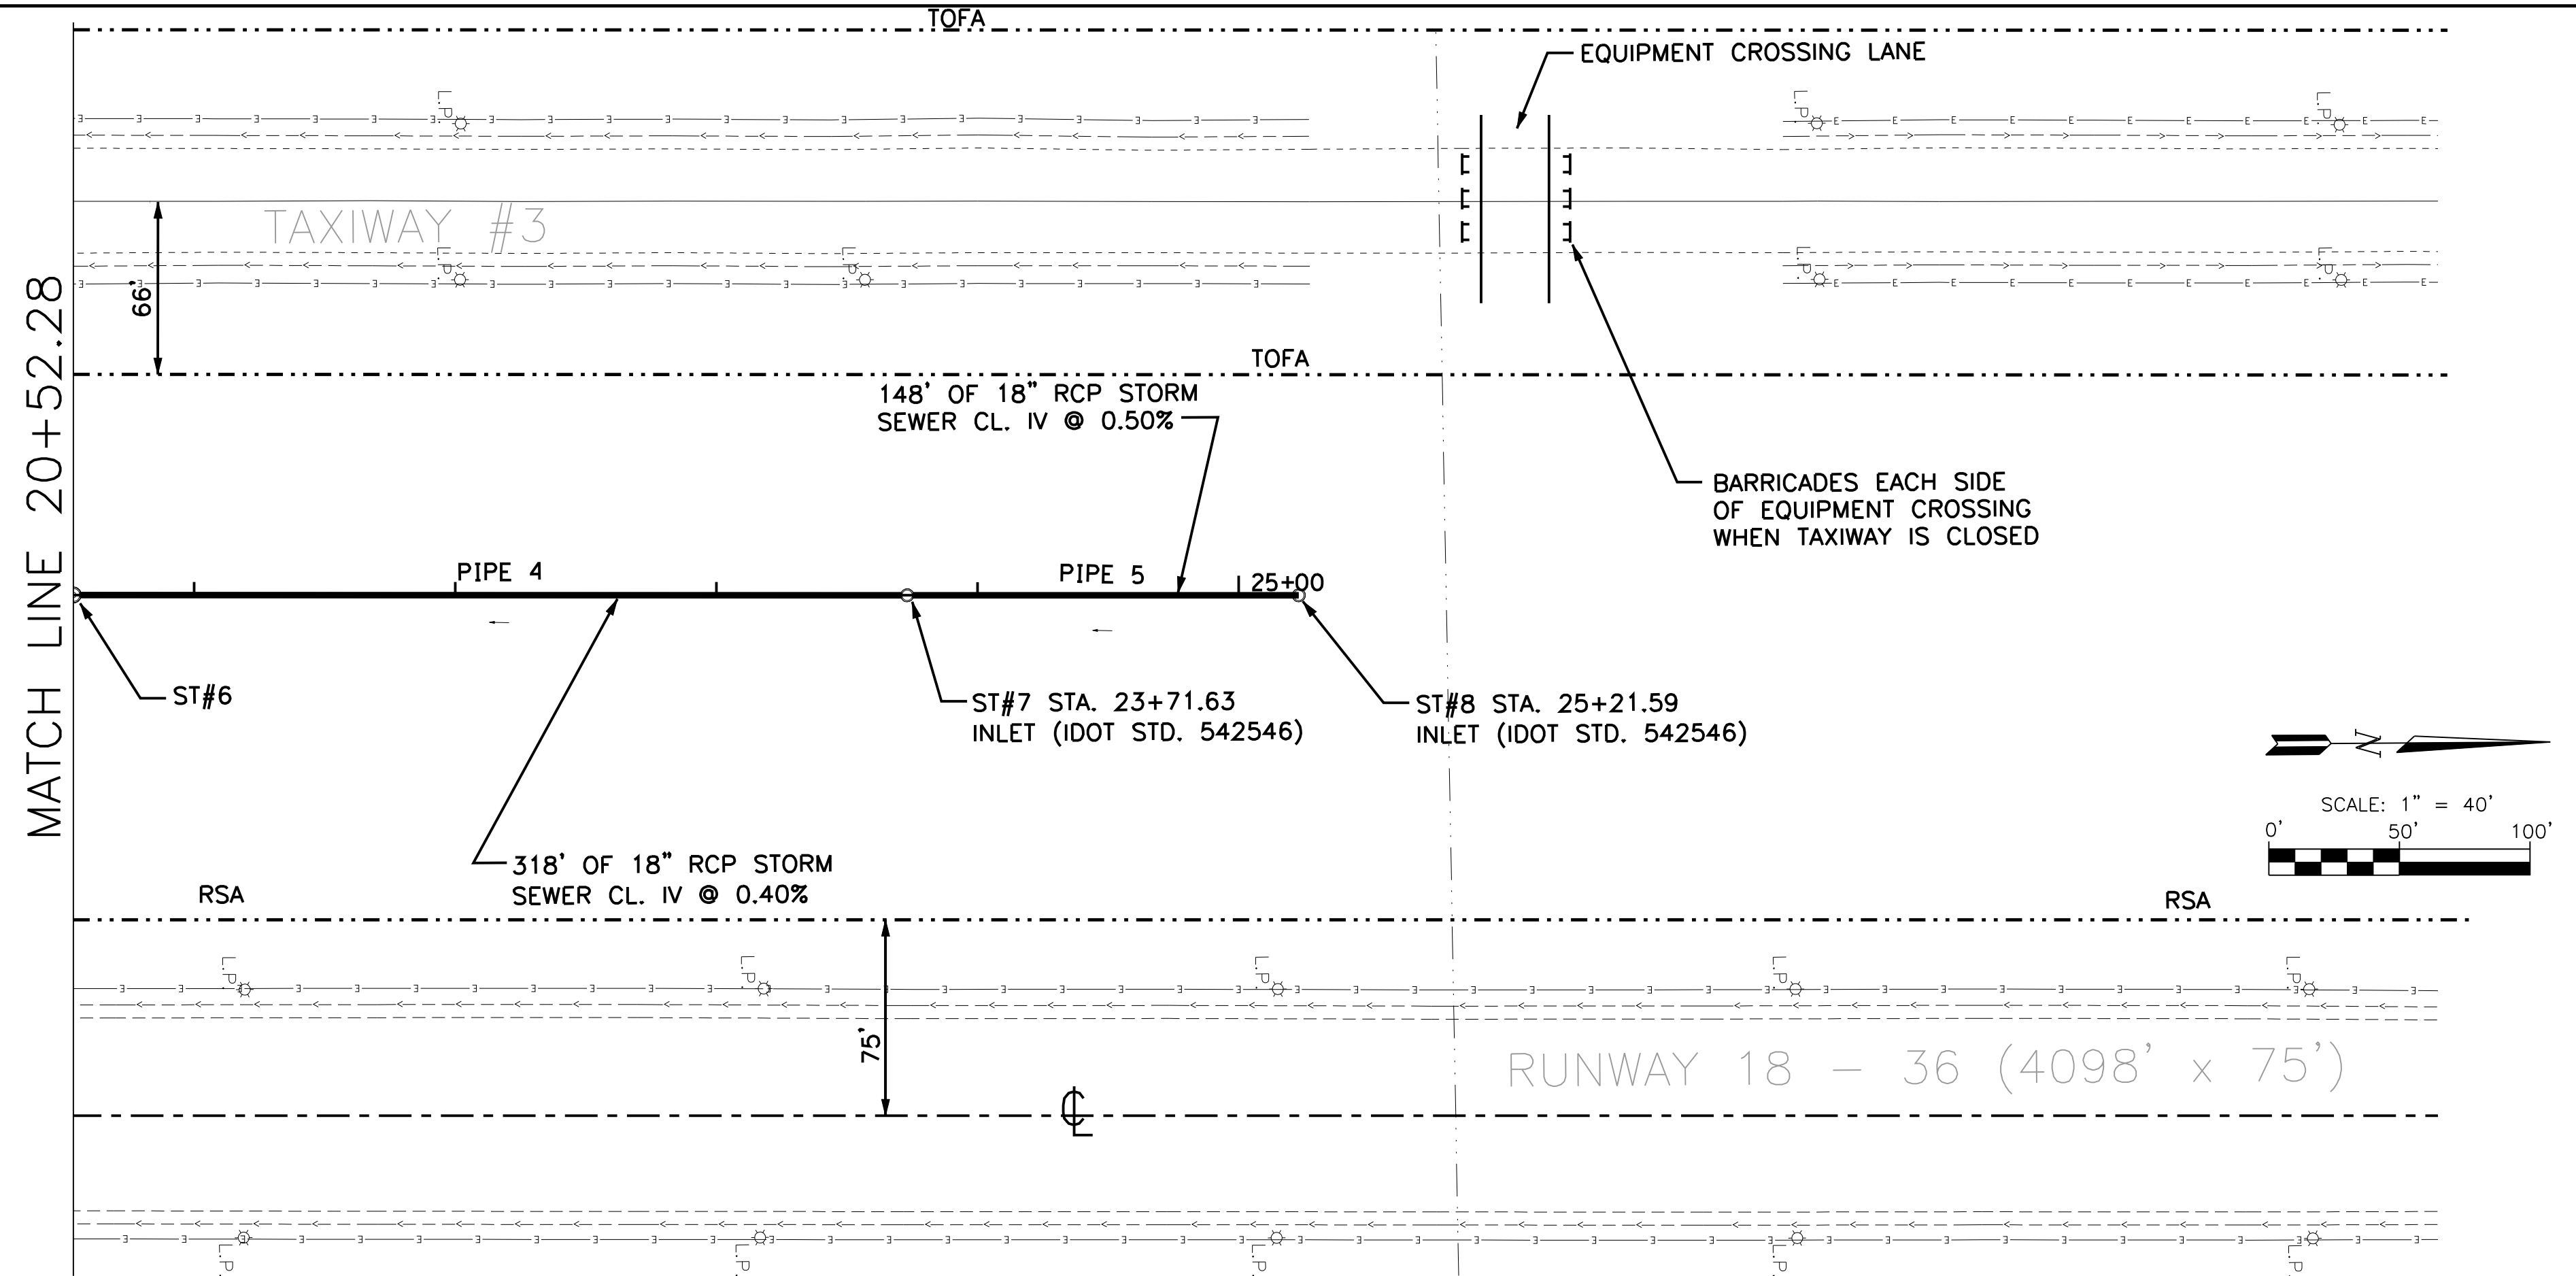 TOFA
EQUIPMENT CROSSING LANE
L.P.
L.P.
L.P.
TAXIWAY #3
L.P.
L.P.
L.P.
L.P.
66'
MATCH LINE 20+52.28
TOFA
148' OF 18" RCP STORM
SEWER CL. IV @ 0.50%
BARRICADES EACH SIDE
OF EQUIPMENT CROSSING
WHEN TAXIWAY IS CLOSED
PIPE 4
PIPE 5
25+00
ST#6
ST#7 STA. 23+71.63
INLET (IDOT STD. 542546)
ST#8 STA. 25+21.59
INLET (IDOT STD. 542546)
N
SCALE: 1" = 40'
0' 50' 100'
318' OF 18" RCP STORM
SEWER CL. IV @ 0.40%
RSA
RSA
L.P.
L.P.
L.P.
L.P.
L.P.
75'
RUNWAY 18 - 36 (4098' x 75')
CL
L.P.
L.P.
L.P.
L.P.
L.P.